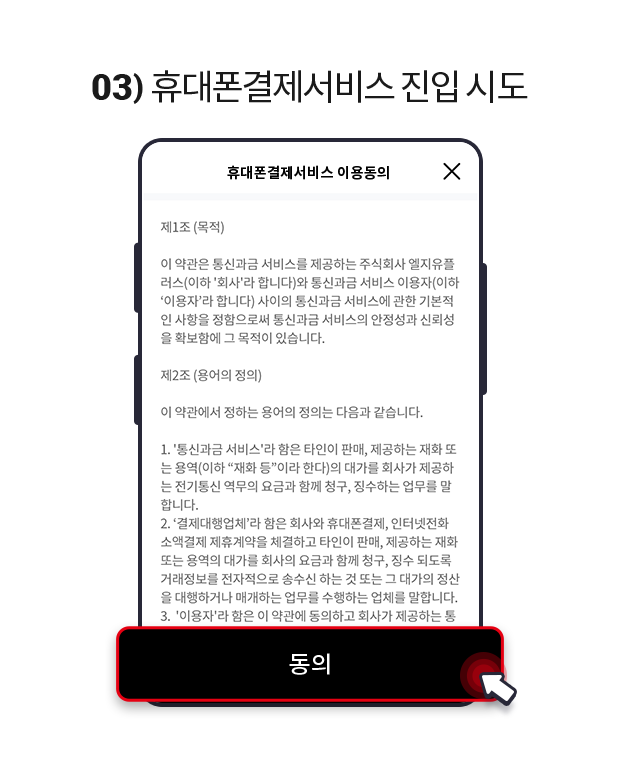 03) 휴대폰결제서비스 진입 시도
휴대폰결제서비스 이용동의
제1조 (목적)
이 약관은 통신과금 서비스를 제공하는 주식회사 엘지유플
러스(이하 '회사'라 합니다)와 통신과금 서비스 이용자(이하
‘이용자’라 합니다) 사이의 통신과금 서비스에 관한 기본적
인 사항을 정함으로써 통신과금 서비스의 안정성과 신뢰성
을 확보함에 그 목적이 있습니다.
제2조 (용어의 정의)
이 약관에서 정하는 용어의 정의는 다음과 같습니다.
1. '통신과금 서비스'라 함은 타인이 판매, 제공하는 재화 또
는 용역(이하 “재화 등”이라 한다)의 대가를 회사가 제공하
는 전기통신 역무의 요금과 함께 청구, 징수하는 업무를 말
합니다.
2. ‘결제대행업체’라 함은 회사와 휴대폰결제, 인터넷전화
소액결제 제휴계약을 체결하고 타인이 판매, 제공하는 재화
또는 용역의 대가를 회사의 요금과 함께 청구, 징수 되도록
거래정보를 전자적으로 송수신 하는 것 또는 그 대가의 정산
을 대행하거나 매개하는 업무를 수행하는 업체를 말합니다.
3. '이용자'라 함은 이 약관에 동의하고 회사가 제공하는 통
동의